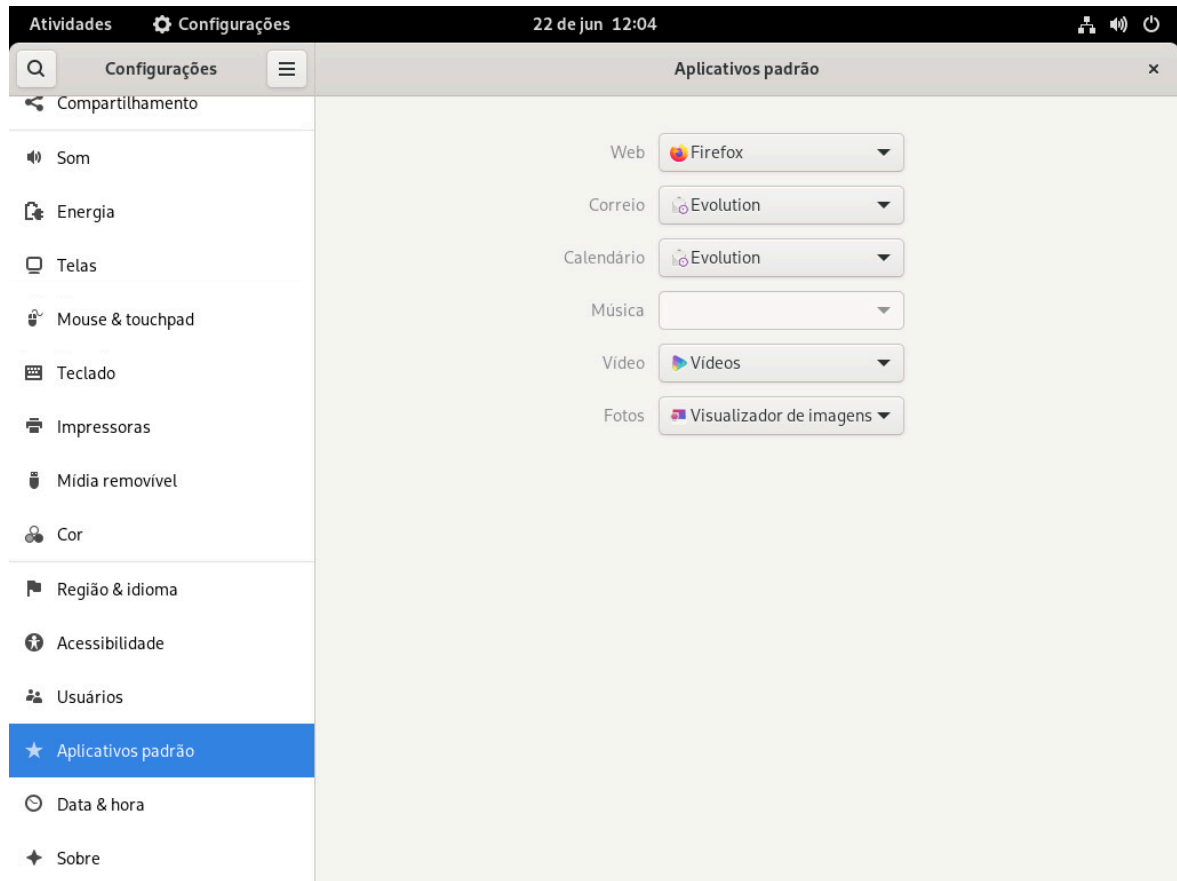 Atividades Configurações 22 de jun 12:04
Configurações Aplicativos padrão
Compartilhamento
Som
Energia
Telas
Mouse & touchpad
Teclado
Impressoras
Mídia removível
Cor
Região & idioma
Acessibilidade
Usuários
Aplicativos padrão
Data & hora
Sobre
Web Firefox
Correio Evolution
Calendário Evolution
Música
Vídeo Vídeos
Fotos Visualizador de imagens